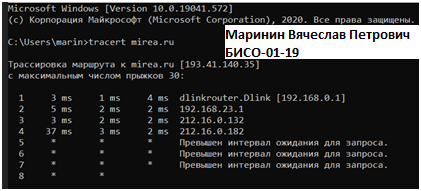 Microsoft Windows [Version 10.0.19041.572]
(c) Корпорация Майкрософт (Microsoft Corporation), 2020. Все права защищены.
Маринин Вячеслав Петрович
БИСО-01-19
C:\Users\marin>tracert mirea.ru
Трассировка маршрута к mirea.ru [193.41.140.35]
с максимальным числом прыжков 30:
1 3 ms 1 ms 4 ms dlinkrouter.Dlink [192.168.0.1]
2 5 ms 2 ms 2 ms 192.168.23.1
3 3 ms 2 ms 2 ms 212.16.0.132
4 37 ms 3 ms 2 ms 212.16.0.182
5 * * * Превышен интервал ожидания для запроса.
6 * * * Превышен интервал ожидания для запроса.
7 * * * Превышен интервал ожидания для запроса.
8 * *